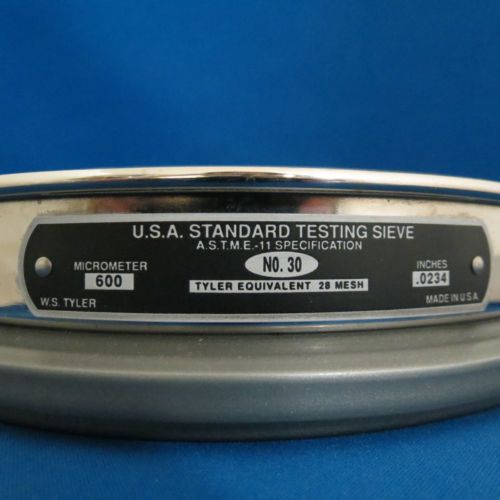 U.S.A. STANDARD TESTING SIEVE
A.S.T.M.E.-11 SPECIFICATION
NO. 30
MICROMETER
600
INCHES
.0234
TYLER EQUIVALENT 28 MESH
W.S. TYLER
MADE IN U.S.A.